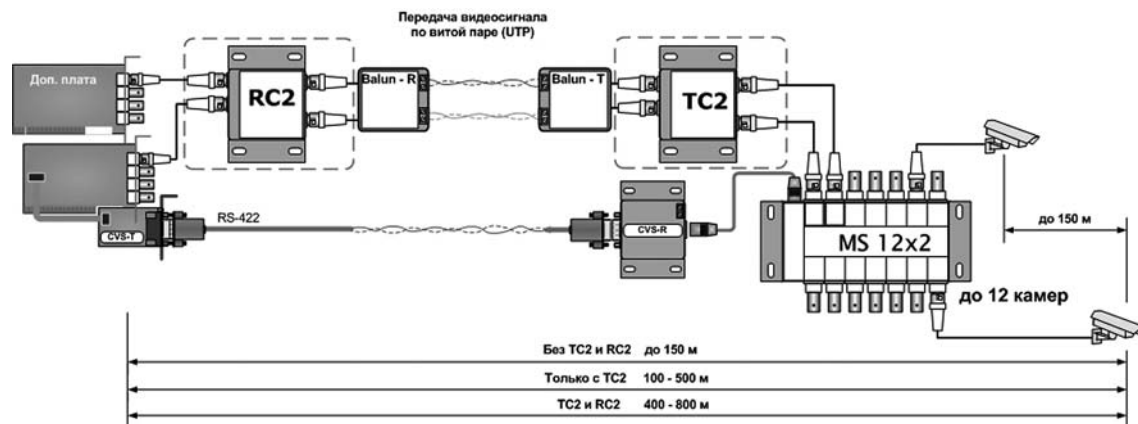 Передача видеосигнала
по витой паре (UTP)
Доп. плата
RC2
Balun - R
Balun - T
TC2
RS-422
CVS-T
CVS-R
MS 12x2
до 150 м
до 12 камер
Без TC2 и RC2 до 150 м
Только с TC2 100 - 500 м
TC2 и RC2 400 - 800 м